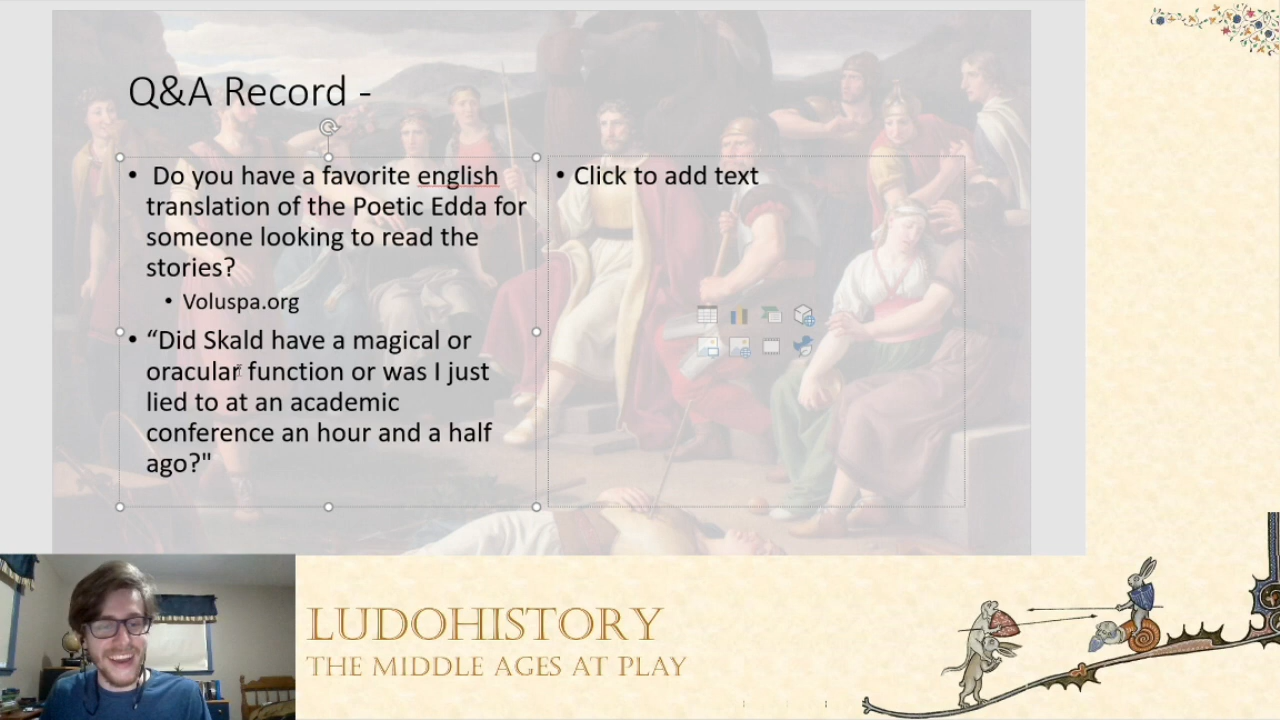 Q&A Record -
• Do you have a favorite english
translation of the Poetic Edda for
someone looking to read the
stories?
• Voluspa.org
• “Did Skald have a magical or
oracular function or was I just
lied to at an academic
conference an hour and a half
ago?"
• Click to add text
LUDOHISTORY
THE MIDDLE AGES AT PLAY